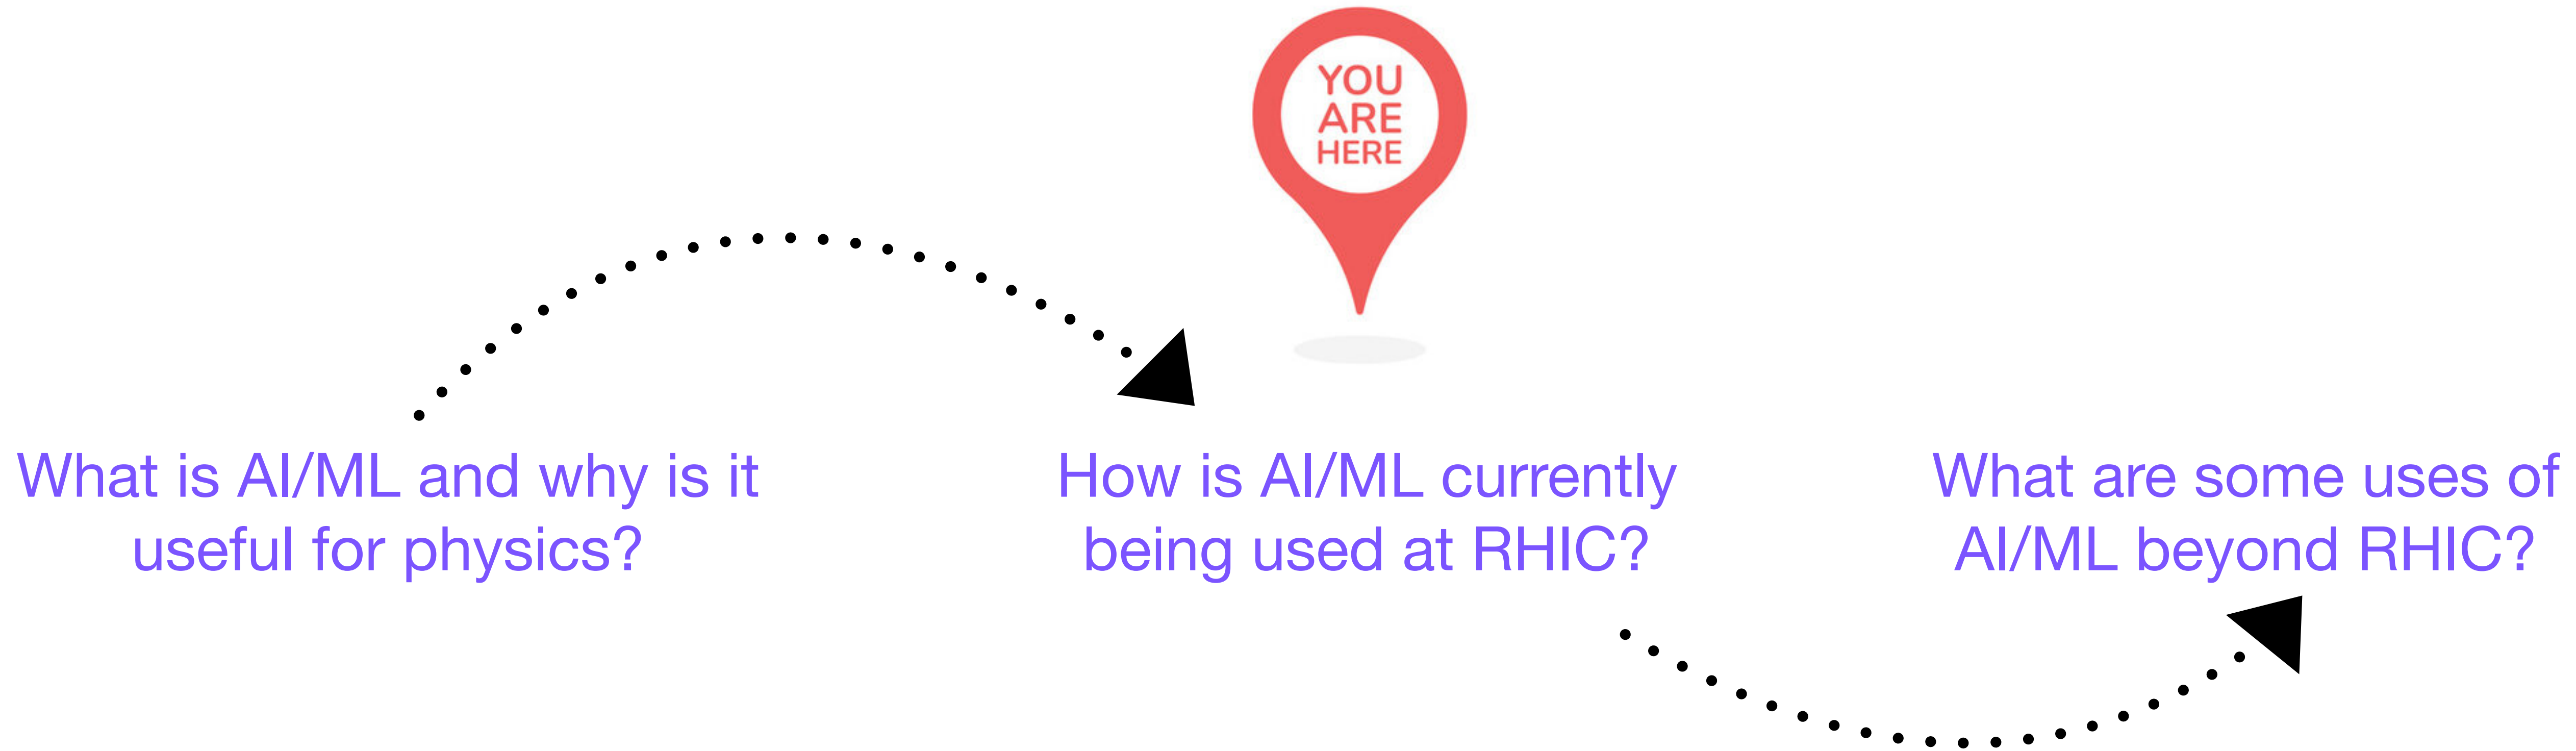 YOU
ARE
HERE
What is AI/ML and why is it
useful for physics?
How is AI/ML currently
being used at RHIC?
What are some uses of
AI/ML beyond RHIC?